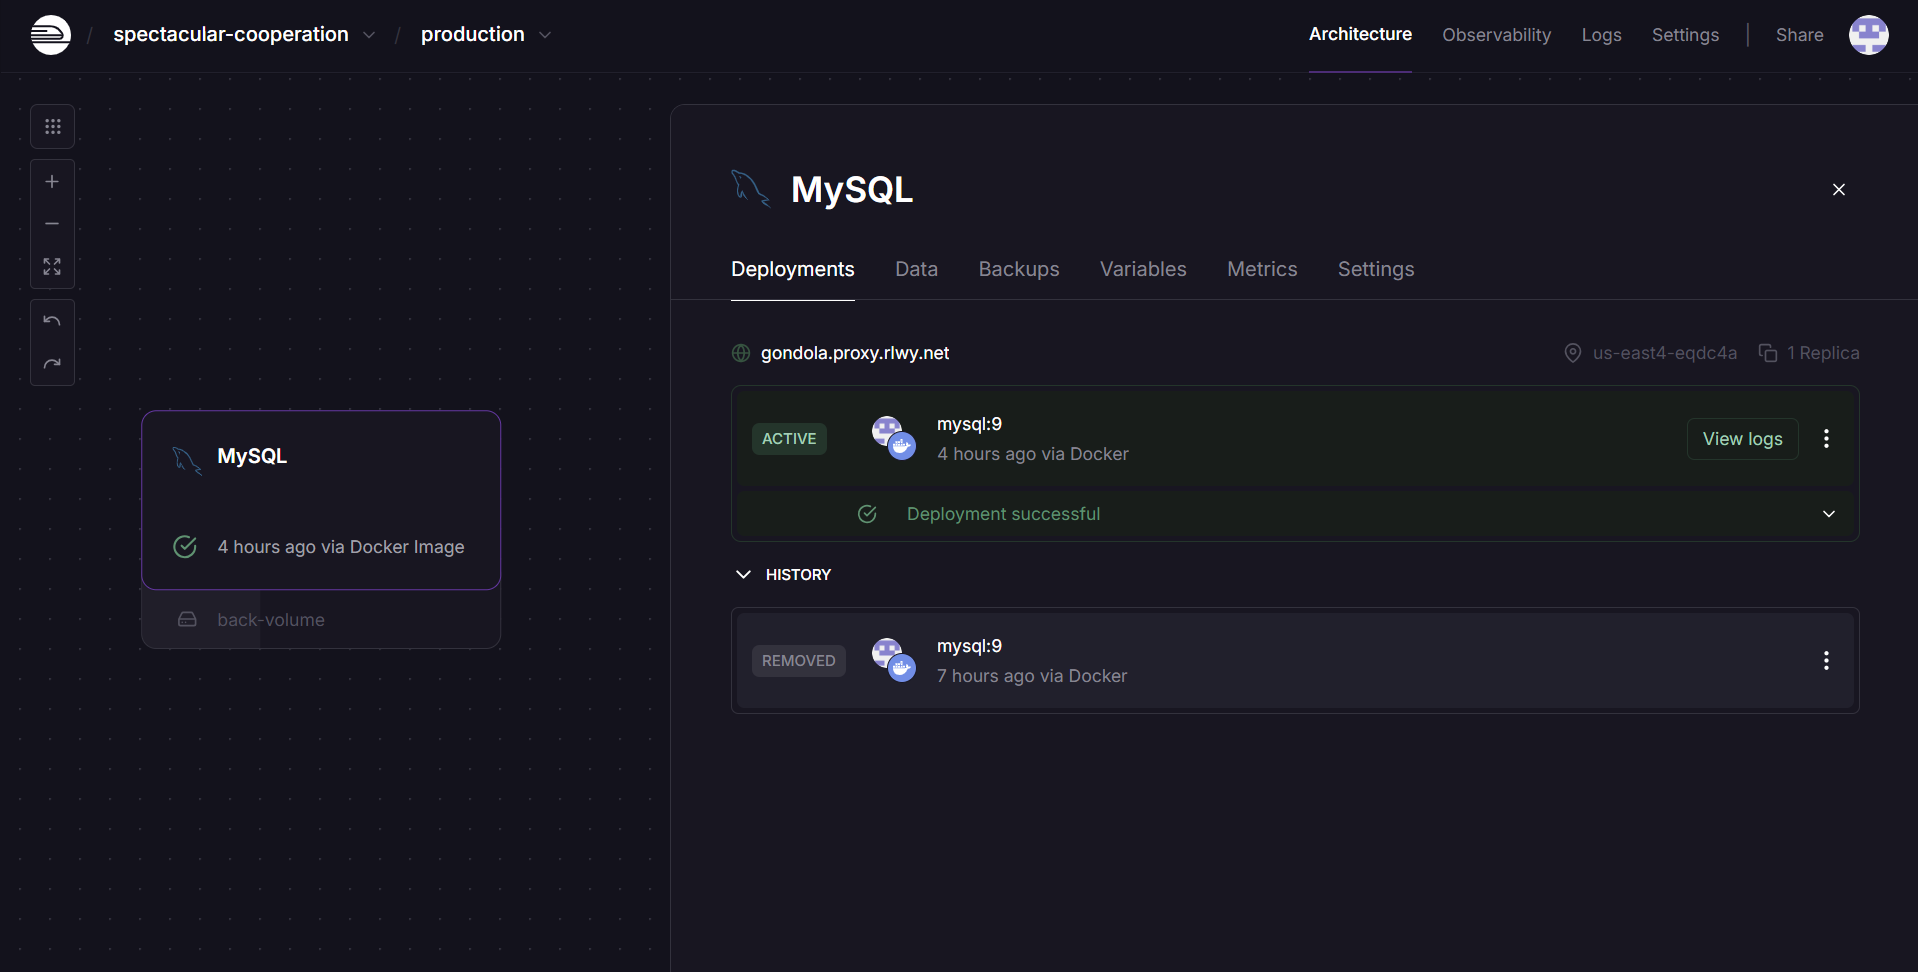 / spectacular-cooperation / production
Architecture Observability Logs Settings | Share
MySQL
Deployments Data Backups Variables Metrics Settings
gondola.proxy.rlwy.net us-east4-eqdc4a 1 Replica
ACTIVE mysql:9 View logs
4 hours ago via Docker
Deployment successful
HISTORY
REMOVED mysql:9
7 hours ago via Docker
MySQL
4 hours ago via Docker Image
back-volume